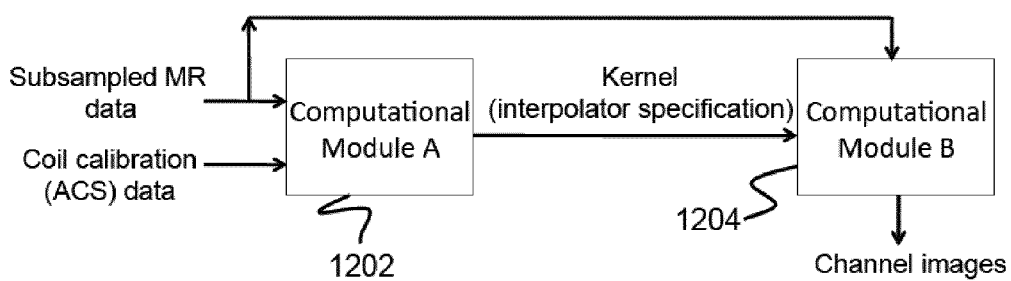 Subsampled MR
data
Coil calibration
(ACS) data
Computational
Module A
1202
Kernel
(interpolator specification)
Computational
Module B
1204
Channel images